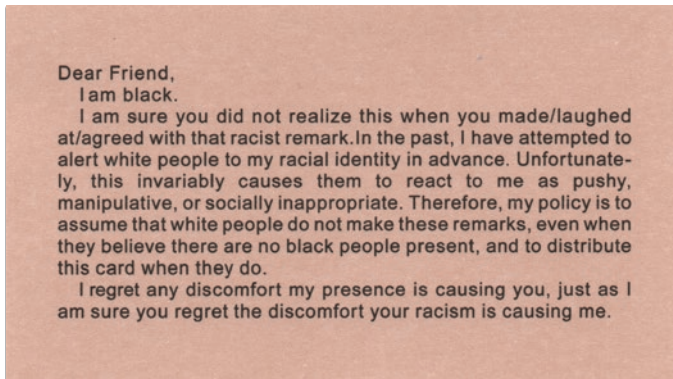 Dear Friend,
I am black.
I am sure you did not realize this when you made/laughed
at/agreed with that racist remark.In the past, I have attempted to
alert white people to my racial identity in advance. Unfortunate-
ly, this invariably causes them to react to me as pushy,
manipulative, or socially inappropriate. Therefore, my policy is to
assume that white people do not make these remarks, even when
they believe there are no black people present, and to distribute
this card when they do.
I regret any discomfort my presence is causing you, just as I
am sure you regret the discomfort your racism is causing me.